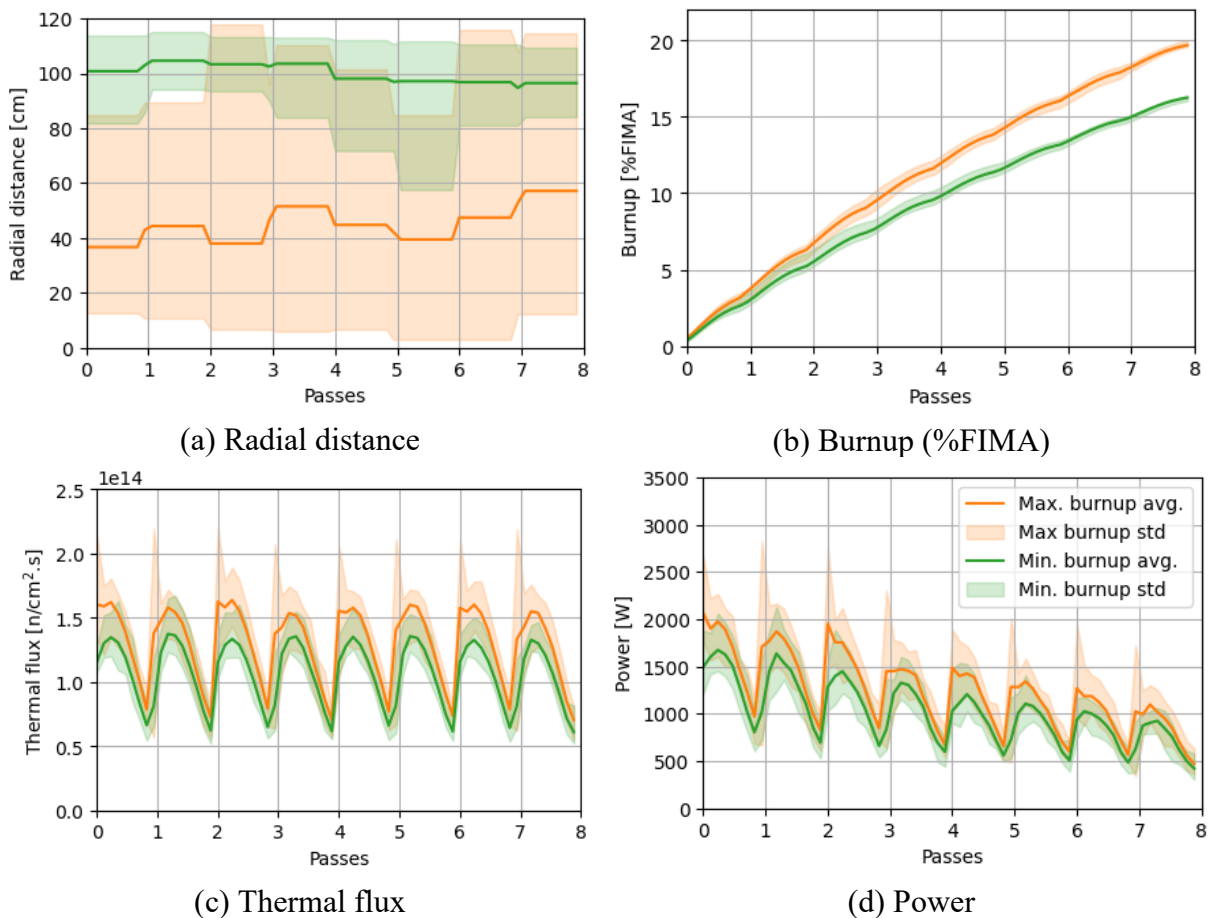 120
100
80
60
40
20
0
Radial distance [cm]
0 1 2 3 4 5 6 7 8
Passes
(a) Radial distance
20
15
10
5
0
Burnup [%FIMA]
0 1 2 3 4 5 6 7 8
Passes
(b) Burnup (%FIMA)
1e14
2.5
2.0
1.5
1.0
0.5
0.0
Thermal flux [n/cm².s]
0 1 2 3 4 5 6 7 8
Passes
(c) Thermal flux
3500
3000
2500
2000
1500
1000
500
0
Power [W]
Max. burnup avg.
Max burnup std
Min. burnup avg.
Min. burnup std
0 1 2 3 4 5 6 7 8
Passes
(d) Power